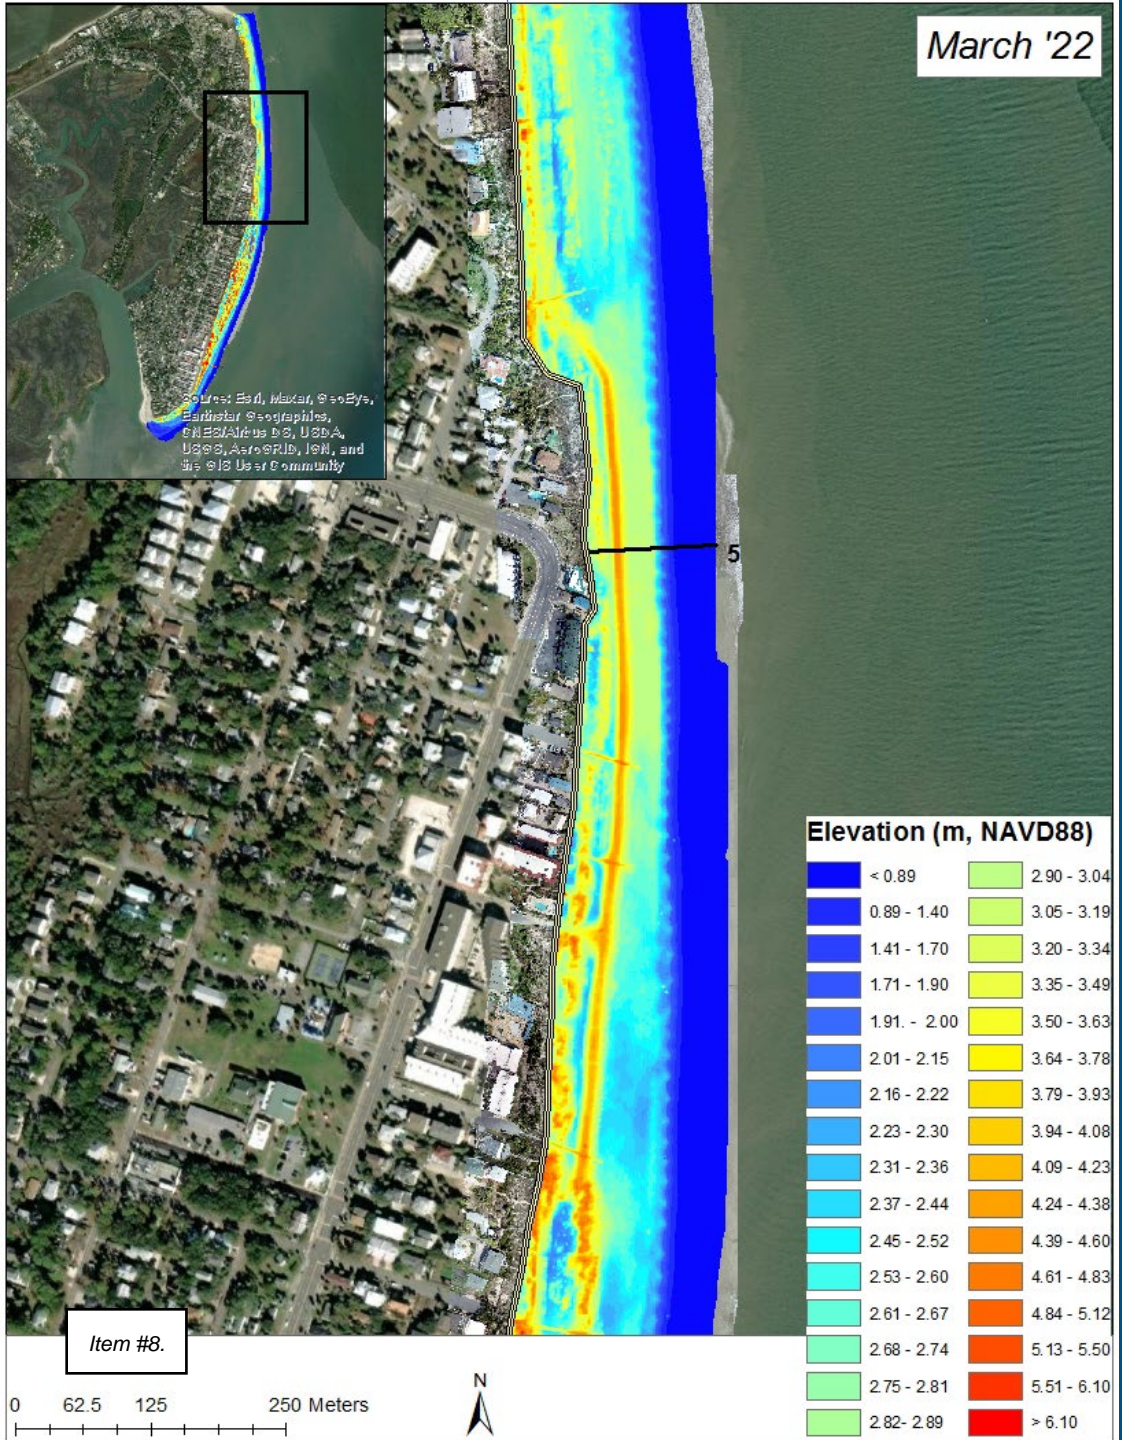 March '22
Source: Esri, Maxar, GeoEye,
Earthstar Geographics,
CNES/Airbus DS, USDA,
USGS, AeroGRID, IGN, and
the GIS User Community
5
Elevation (m, NAVD88)
< 0.89
0.89 - 1.40
1.41 - 1.70
1.71 - 1.90
1.91. - 2.00
2.01 - 2.15
2.16 - 2.22
2.23 - 2.30
2.31 - 2.36
2.37 - 2.44
2.45 - 2.52
2.53 - 2.60
2.61 - 2.67
2.68 - 2.74
2.75 - 2.81
2.82- 2.89
2.90 - 3.04
3.05 - 3.19
3.20 - 3.34
3.35 - 3.49
3.50 - 3.63
3.64 - 3.78
3.79 - 3.93
3.94 - 4.08
4.09 - 4.23
4.24 - 4.38
4.39 - 4.60
4.61 - 4.83
4.84 - 5.12
5.13 - 5.50
5.51 - 6.10
> 6.10
Item #8.
0 62.5 125 250 Meters
N